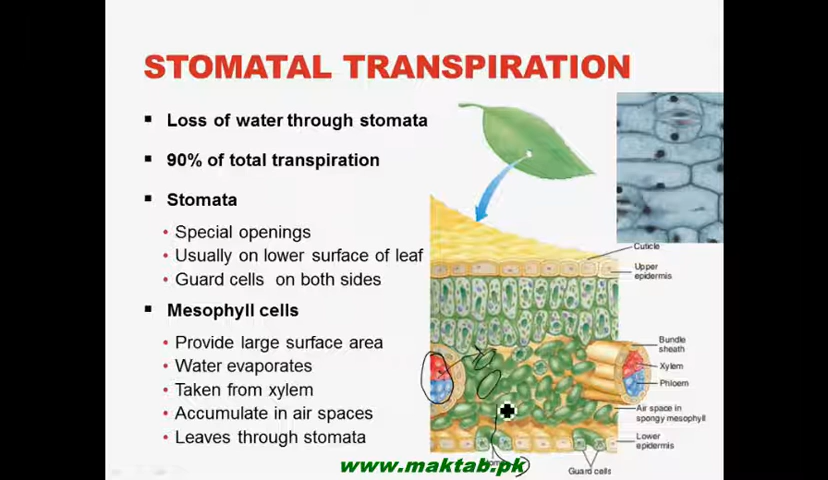 STOMATAL TRANSPIRATION
▪ Loss of water through stomata
▪ 90% of total transpiration
▪ Stomata
• Special openings
• Usually on lower surface of leaf
• Guard cells on both sides
▪ Mesophyll cells
• Provide large surface area
• Water evaporates
• Taken from xylem
• Accumulate in air spaces
• Leaves through stomata
Cuticle
Upper
epidermis
Bundle
sheath
Xylem
Phloem
Air space in
spongy mesophyll
Lower
epidermis
Guard cells
www.maktab.pk